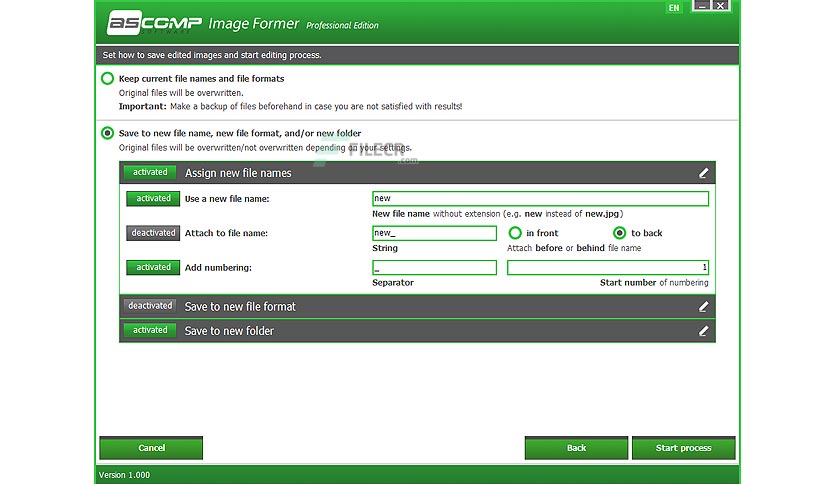 ASCOMP SOFTWARE Image Former Professional Edition EN
Set how to save edited images and start editing process.
Keep current file names and file formats
Original files will be overwritten.
Important: Make a backup of files beforehand in case you are not satisfied with results!
Save to new file name, new file format, and/or new folder
Original files will be overwritten/not overwritten depending on your settings.
FILECR .com
activated Assign new file names
activated Use a new file name: new
New file name without extension (e.g. new instead of new.jpg)
deactivated Attach to file name: new_ in front to back
String Attach before or behind file name
activated Add numbering: _ 1
Separator Start number of numbering
deactivated Save to new file format
activated Save to new folder
Cancel Back Start process
Version 1.000